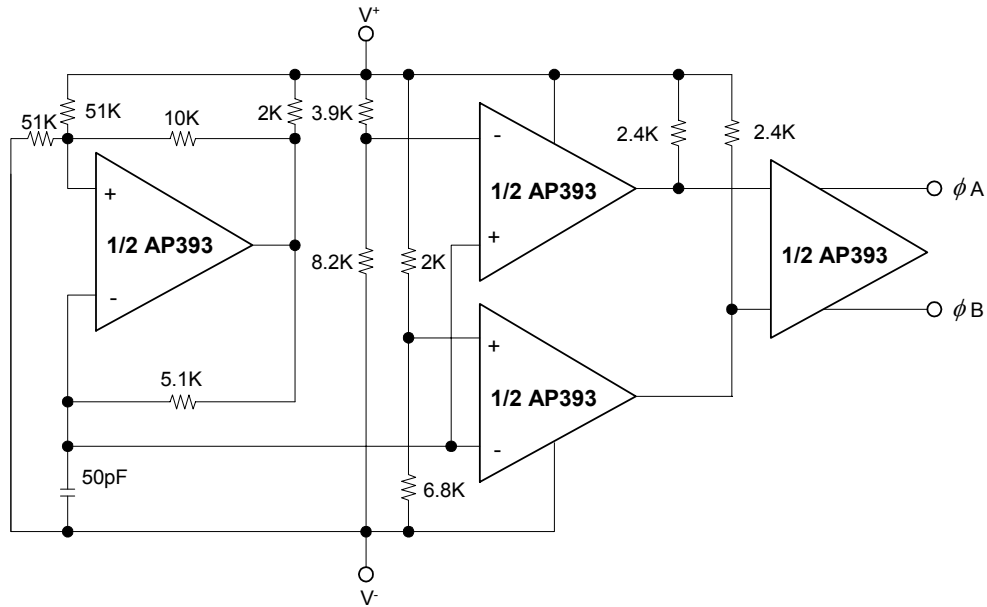 V+
51K
51K
10K
2K
3.9K
2.4K
2.4K
+
-
1/2 AP393
-
+
1/2 AP393
8.2K
2K
1/2 AP393
ϕA
ϕB
5.1K
+
-
1/2 AP393
50pF
6.8K
V-